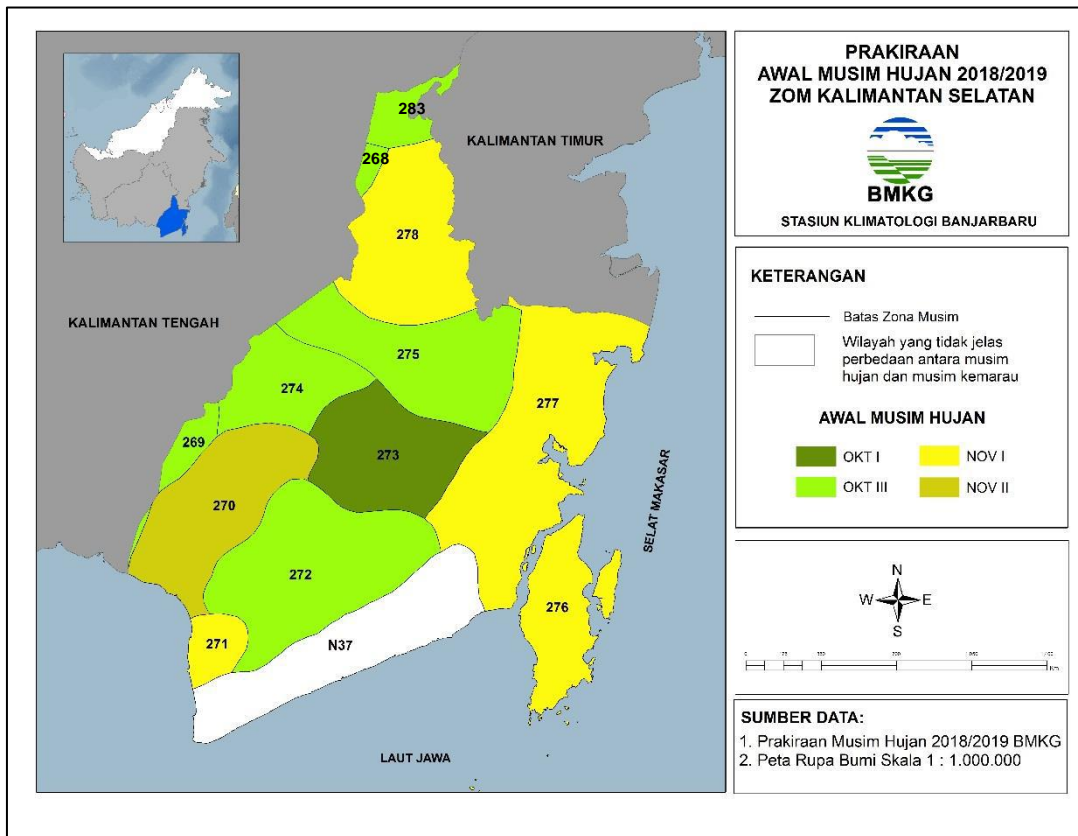 PRAKIRAAN
AWAL MUSIM HUJAN 2018/2019
ZOM KALIMANTAN SELATAN
BMKG
STASIUN KLIMATOLOGI BANJARBARU
KETERANGAN
Batas Zona Musim
Wilayah yang tidak jelas
perbedaan antara musim
hujan dan musim kemarau
AWAL MUSIM HUJAN
OKT I
NOV I
OKT III
NOV II
N
W
E
S
Km
SUMBER DATA:
1. Prakiraan Musim Hujan 2018/2019 BMKG
2. Peta Rupa Bumi Skala 1 : 1.000.000
283
KALIMANTAN TIMUR
268
278
KALIMANTAN TENGAH
275
274
277
269
273
270
SELAT MAKASAR
272
276
271
N37
LAUT JAWA